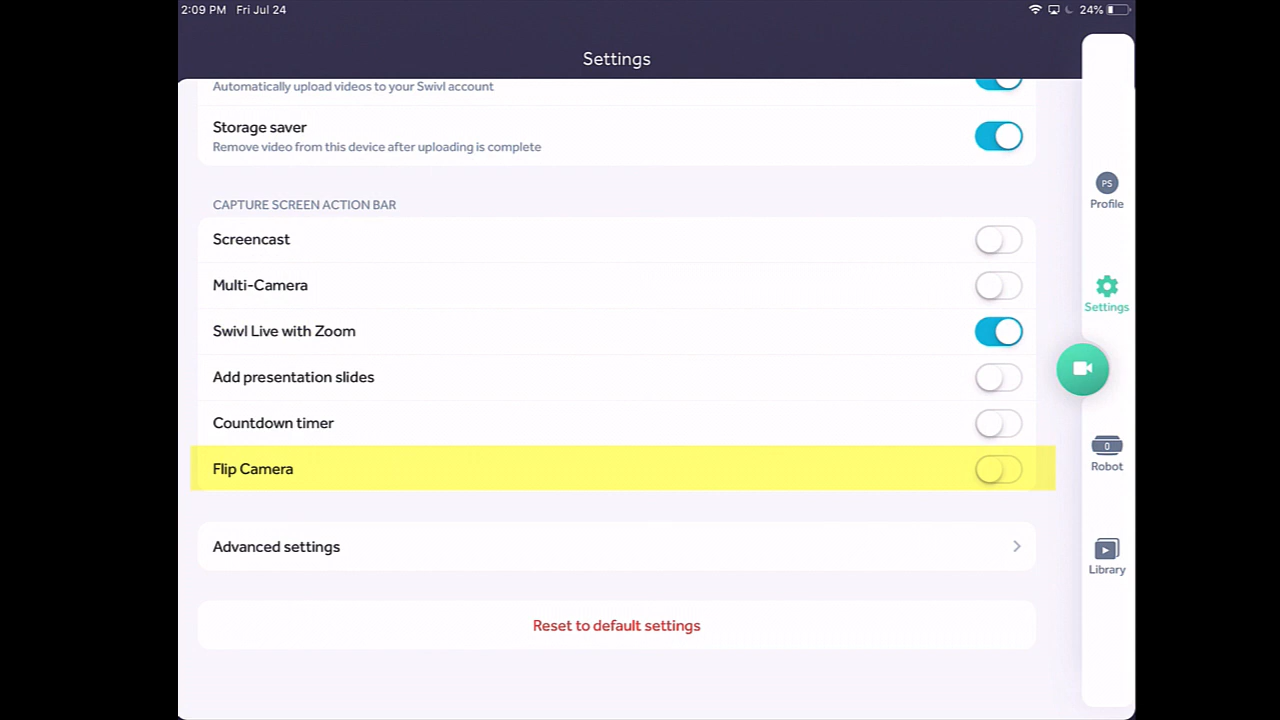 2:09 PM Fri Jul 24
24%
Settings
Automatically upload videos to your Swivl account
Storage saver
Remove video from this device after uploading is complete
CAPTURE SCREEN ACTION BAR
Screencast
Multi-Camera
Swivl Live with Zoom
Add presentation slides
Countdown timer
Flip Camera
Advanced settings
Reset to default settings
PS
Profile
Settings
0
Robot
Library